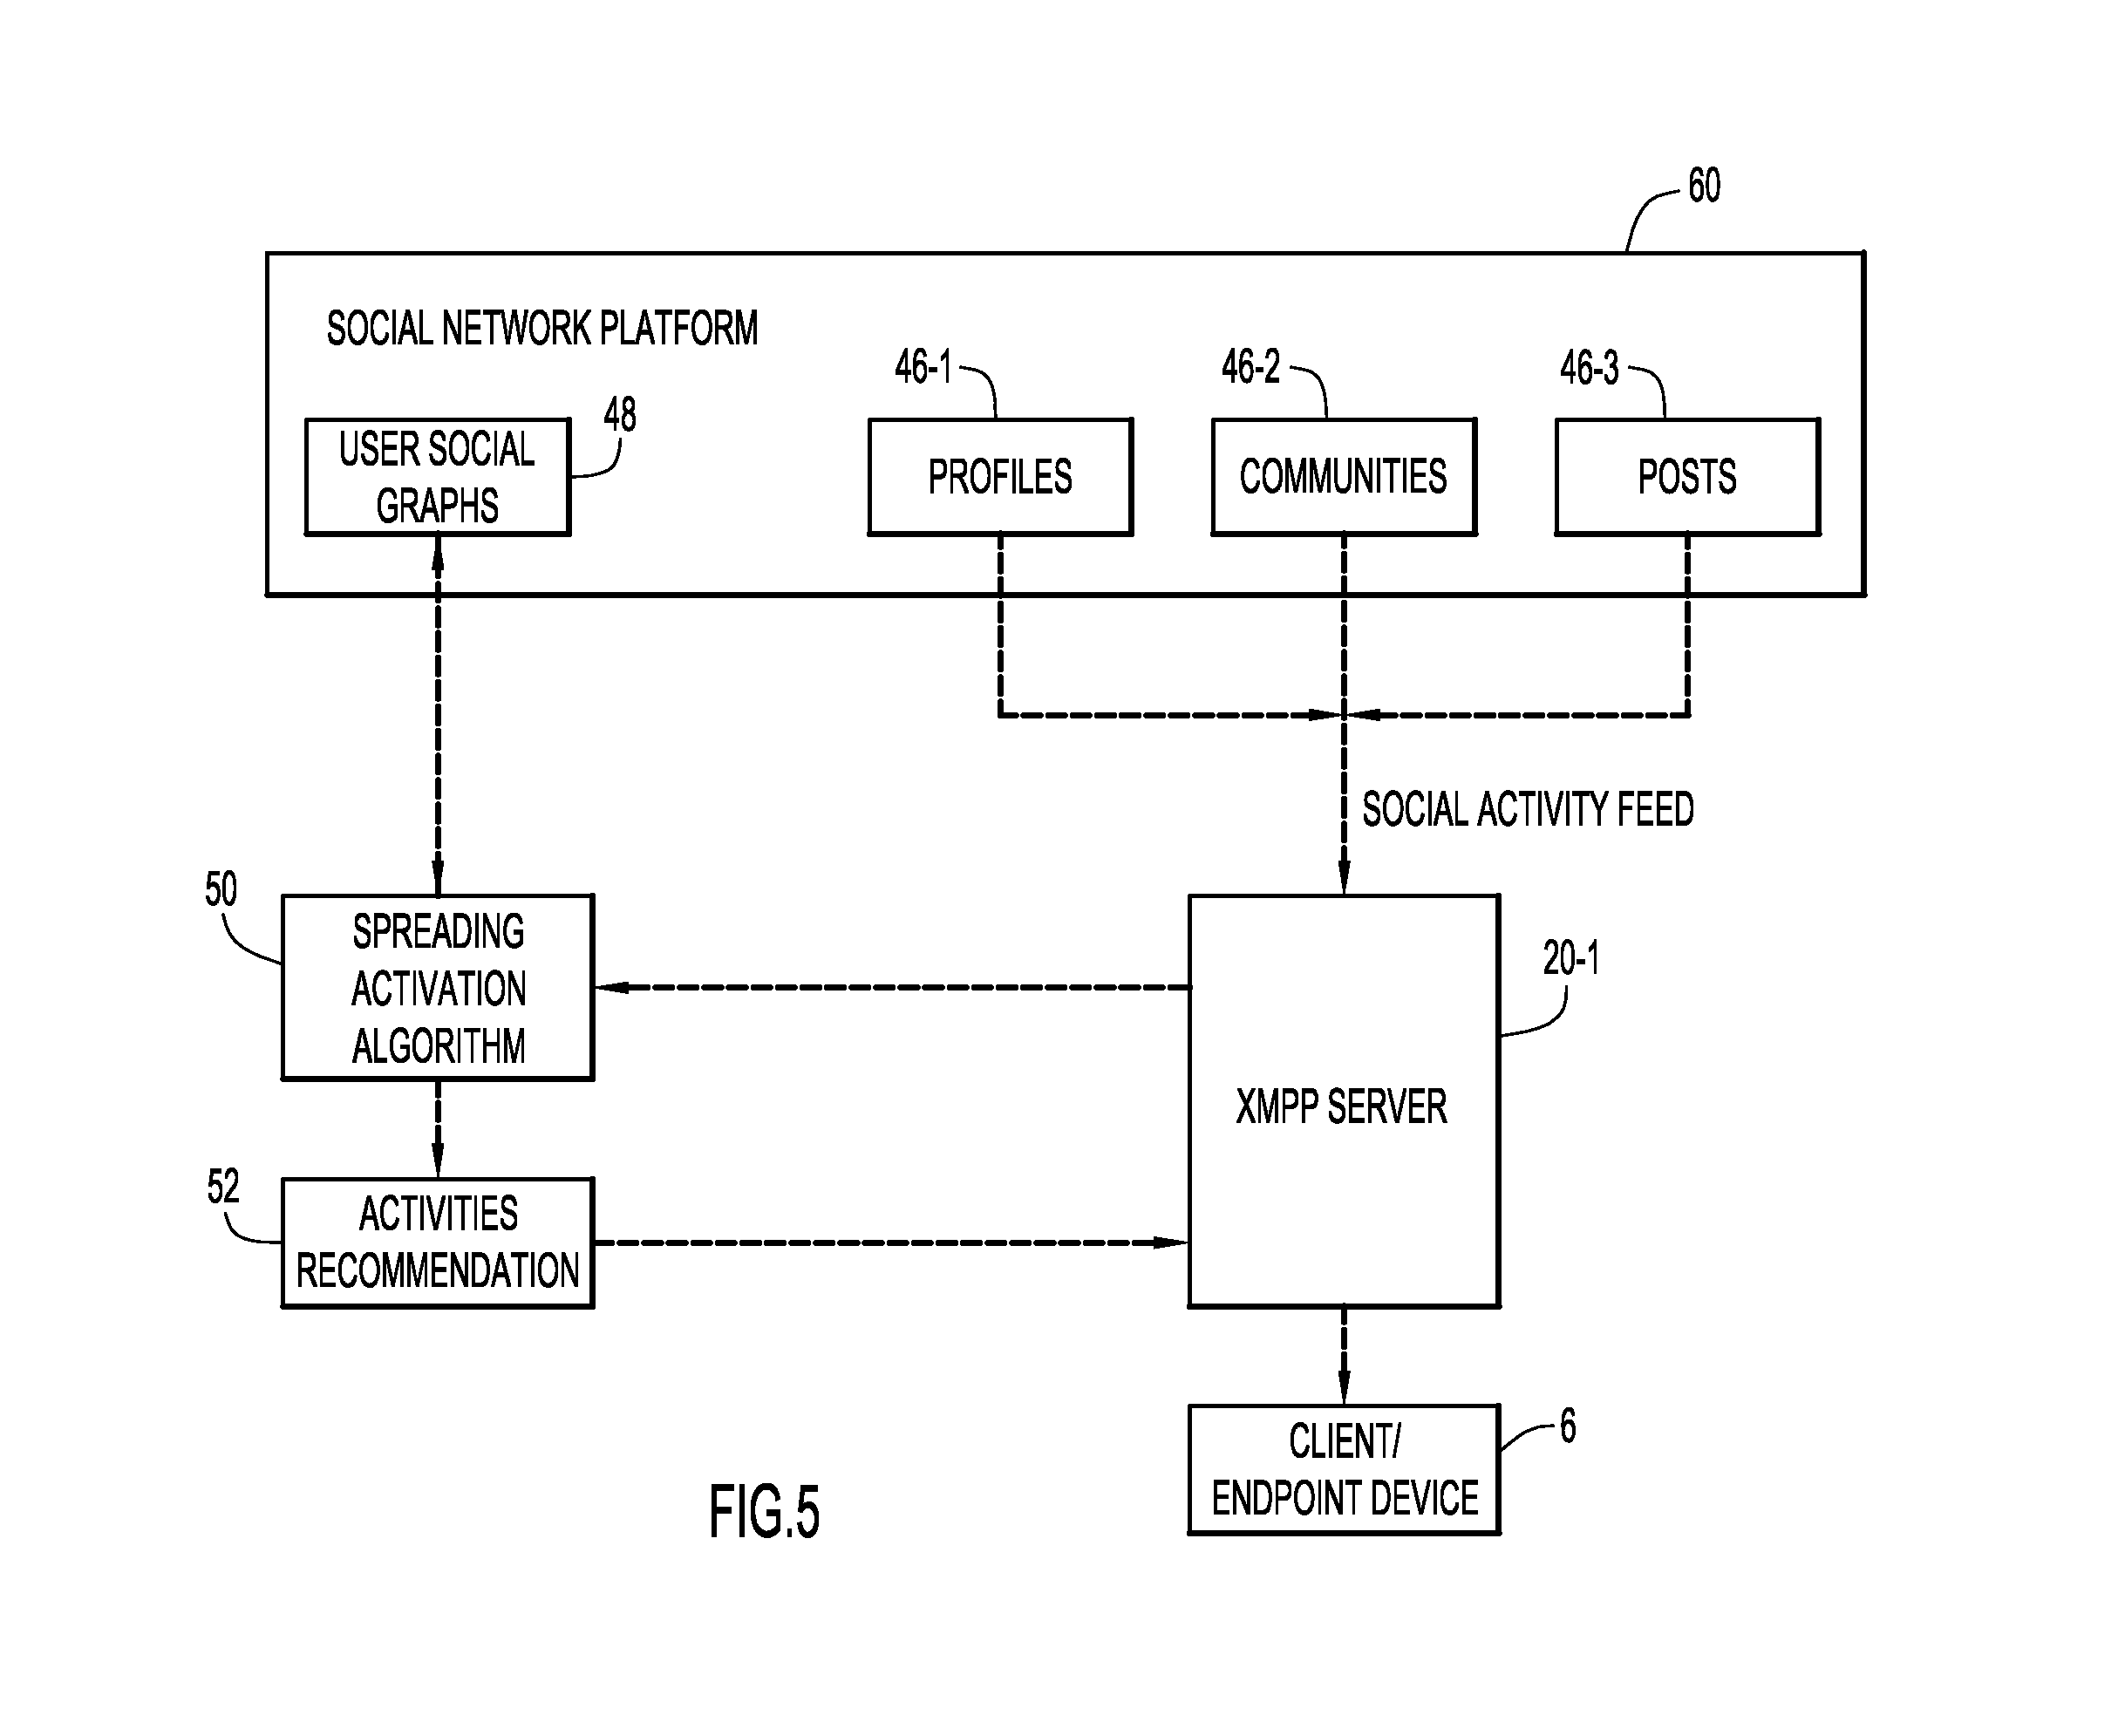 60
SOCIAL NETWORK PLATFORM
46-1
46-2
46-3
48
USER SOCIAL
GRAPHS
PROFILES
COMMUNITIES
POSTS
SOCIAL ACTIVITY FEED
50
SPREADING
ACTIVATION
ALGORITHM
20-1
XMPP SERVER
52
ACTIVITIES
RECOMMENDATION
6
CLIENT/
ENDPOINT DEVICE
FIG.5